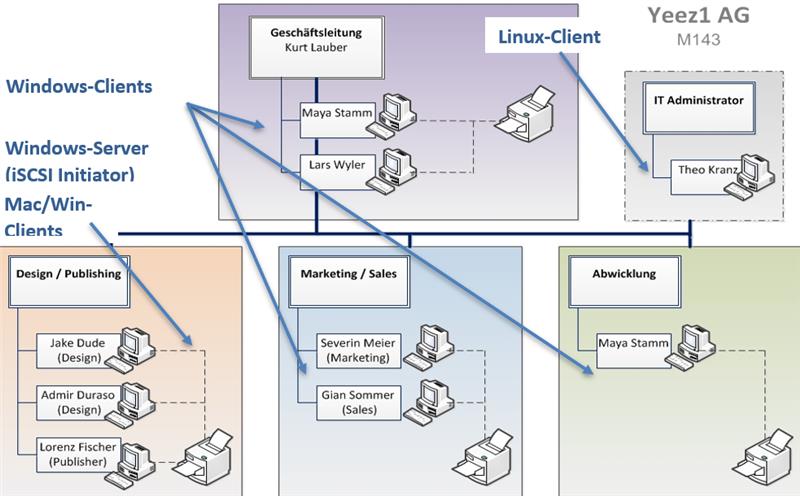 Yeez1 AG
M143
Geschäftsleitung
Kurt Lauber
Linux-Client
Windows-Clients
IT Administrator
Maya Stamm
Windows-Server
(iSCSI Initiator)
Lars Wyler
Theo Kranz
Mac/Win-
Clients
Design / Publishing
Marketing / Sales
Abwicklung
Jake Dude
(Design)
Severin Meier
(Marketing)
Maya Stamm
Admir Duraso
(Design)
Gian Sommer
(Sales)
Lorenz Fischer
(Publisher)